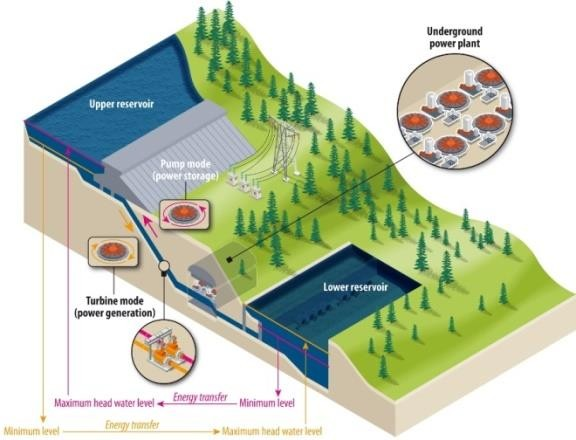 Underground
power plant
Upper reservoir
Pump mode
(power storage)
Lower reservoir
Turbine mode
(power generation)
Maximum head water level
Energy transfer
Minimum level
Minimum level
Energy transfer
Maximum head water level